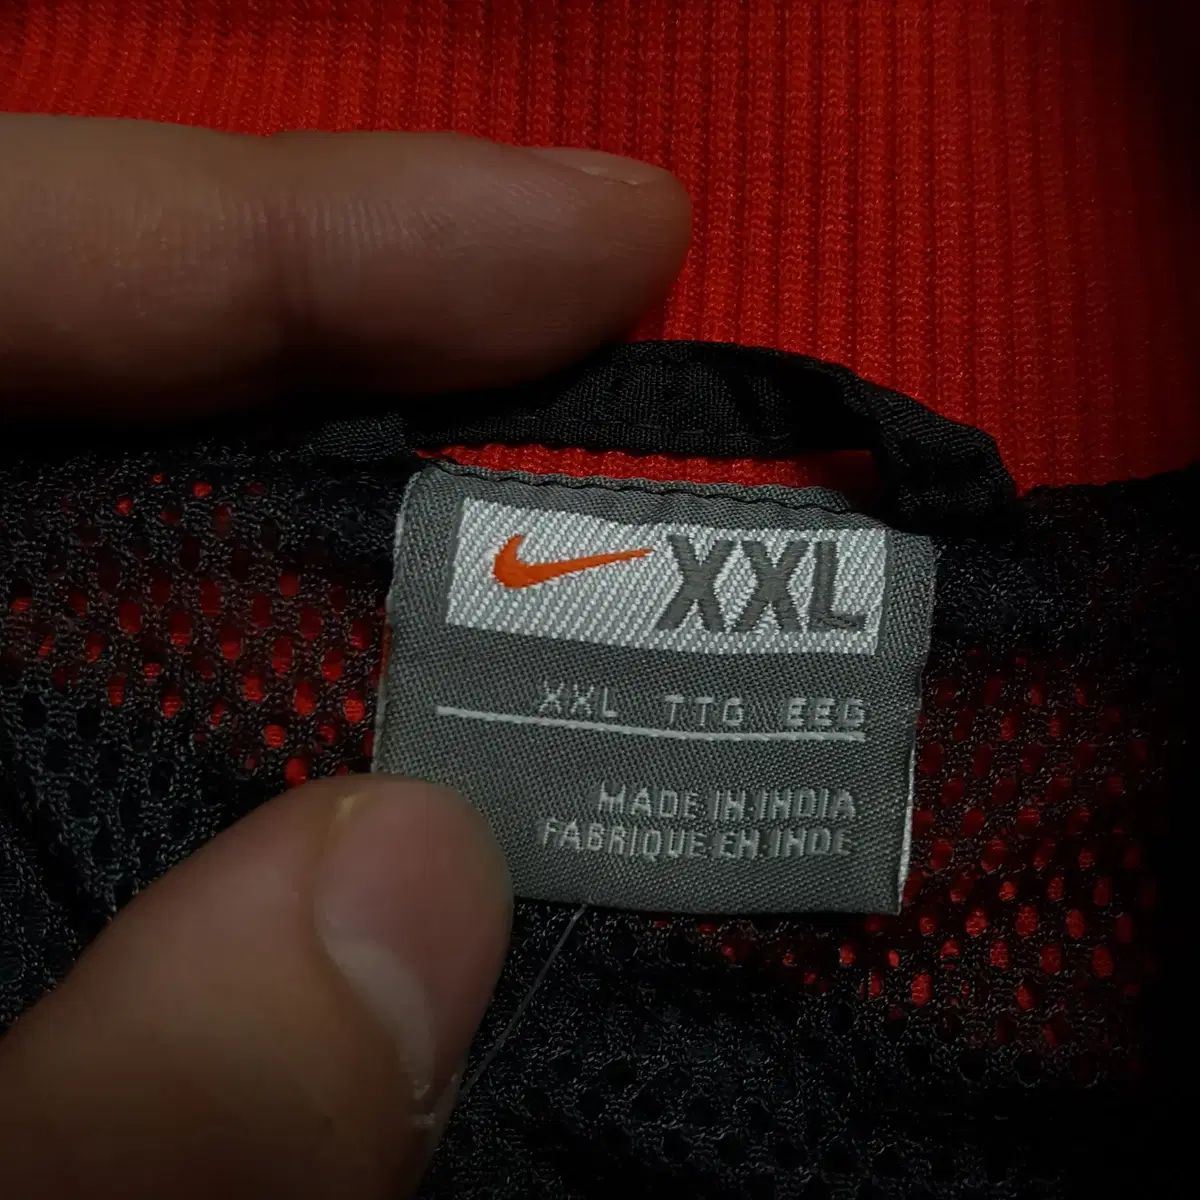 XXL
XXL TTG EEG
MADE IN INDIA
FABRIQUE EN INDE